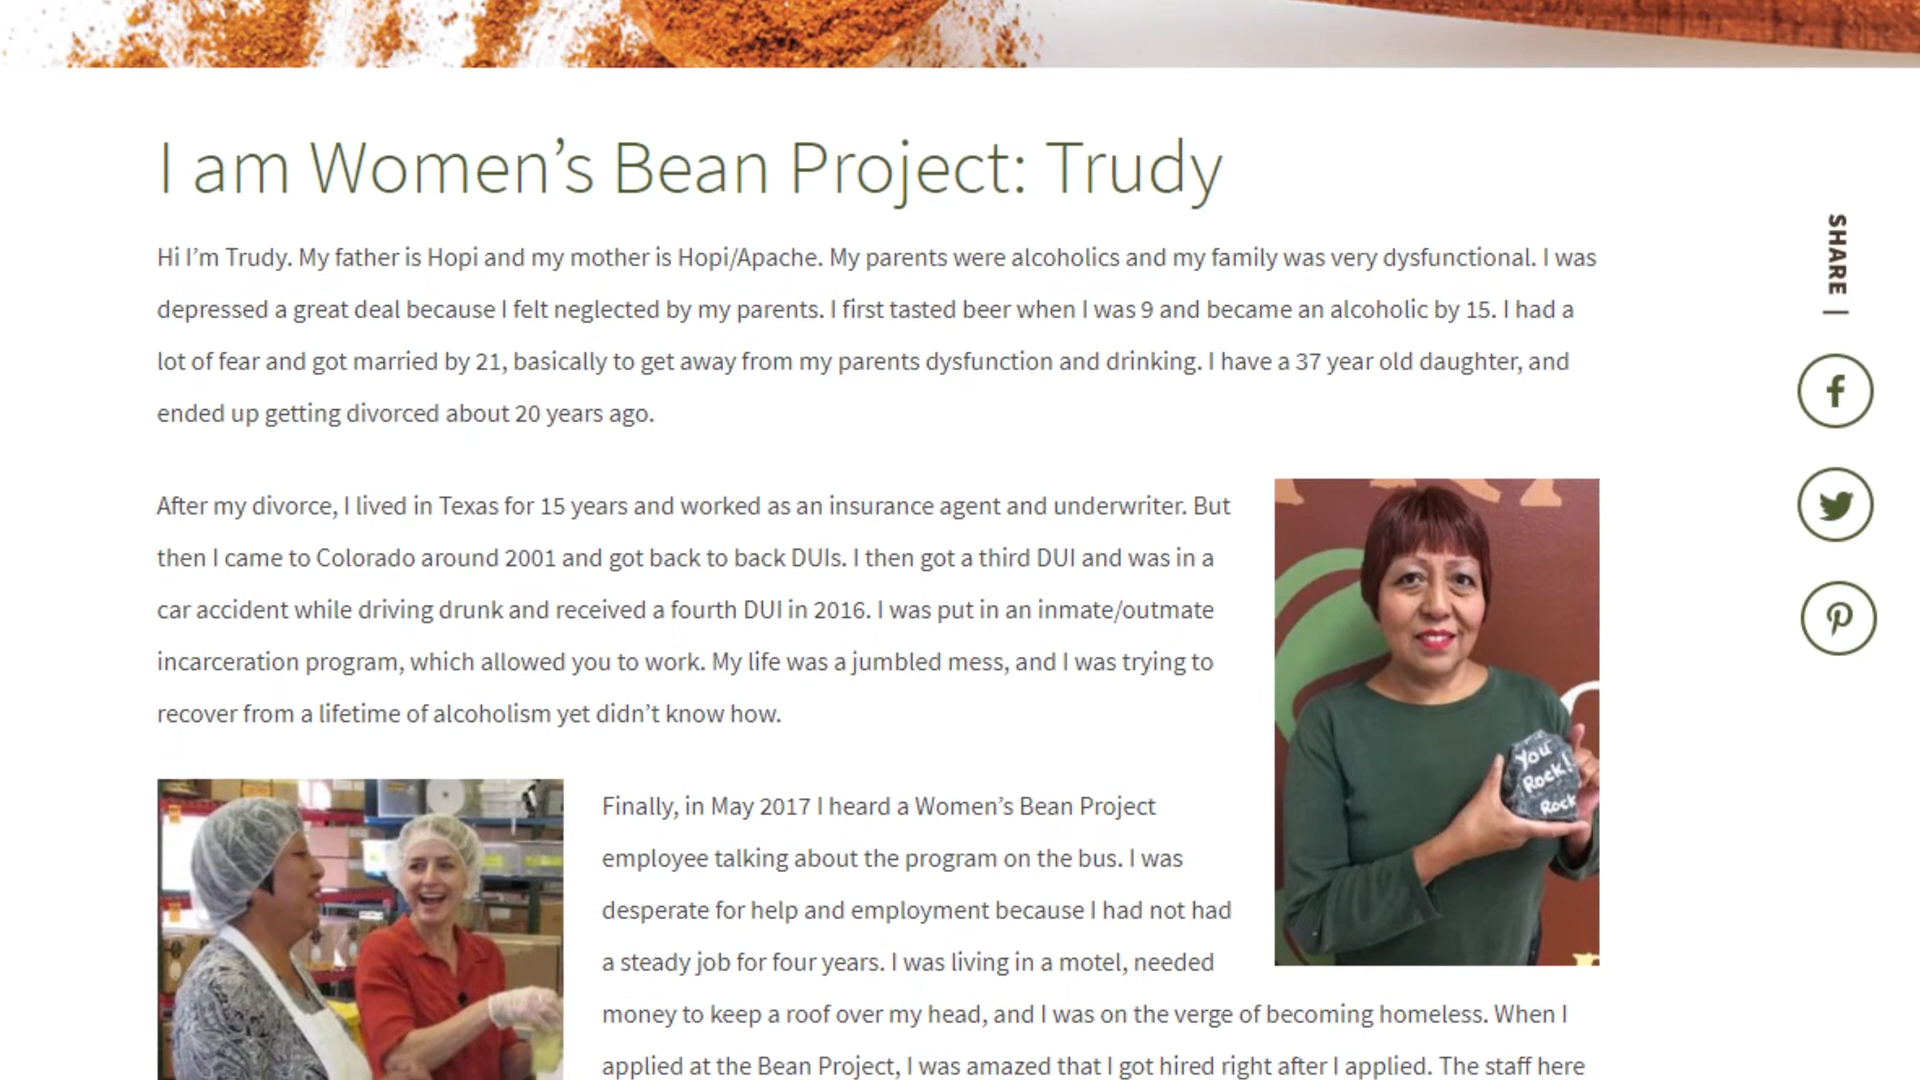 I am Women’s Bean Project: Trudy
Hi I’m Trudy. My father is Hopi and my mother is Hopi/Apache. My parents were alcoholics and my family was very dysfunctional. I was
depressed a great deal because I felt neglected by my parents. I first tasted beer when I was 9 and became an alcoholic by 15. I had a
lot of fear and got married by 21, basically to get away from my parents dysfunction and drinking. I have a 37 year old daughter, and
ended up getting divorced about 20 years ago.
After my divorce, I lived in Texas for 15 years and worked as an insurance agent and underwriter. But
then I came to Colorado around 2001 and got back to back DUIs. I then got a third DUI and was in a
car accident while driving drunk and received a fourth DUI in 2016. I was put in an inmate/outmate
incarceration program, which allowed you to work. My life was a jumbled mess, and I was trying to
recover from a lifetime of alcoholism yet didn’t know how.
Finally, in May 2017 I heard a Women’s Bean Project
employee talking about the program on the bus. I was
desperate for help and employment because I had not had
a steady job for four years. I was living in a motel, needed
money to keep a roof over my head, and I was on the verge of becoming homeless. When I
applied at the Bean Project, I was amazed that I got hired right after I applied. The staff here
You
Rock!
Rock
SHARE